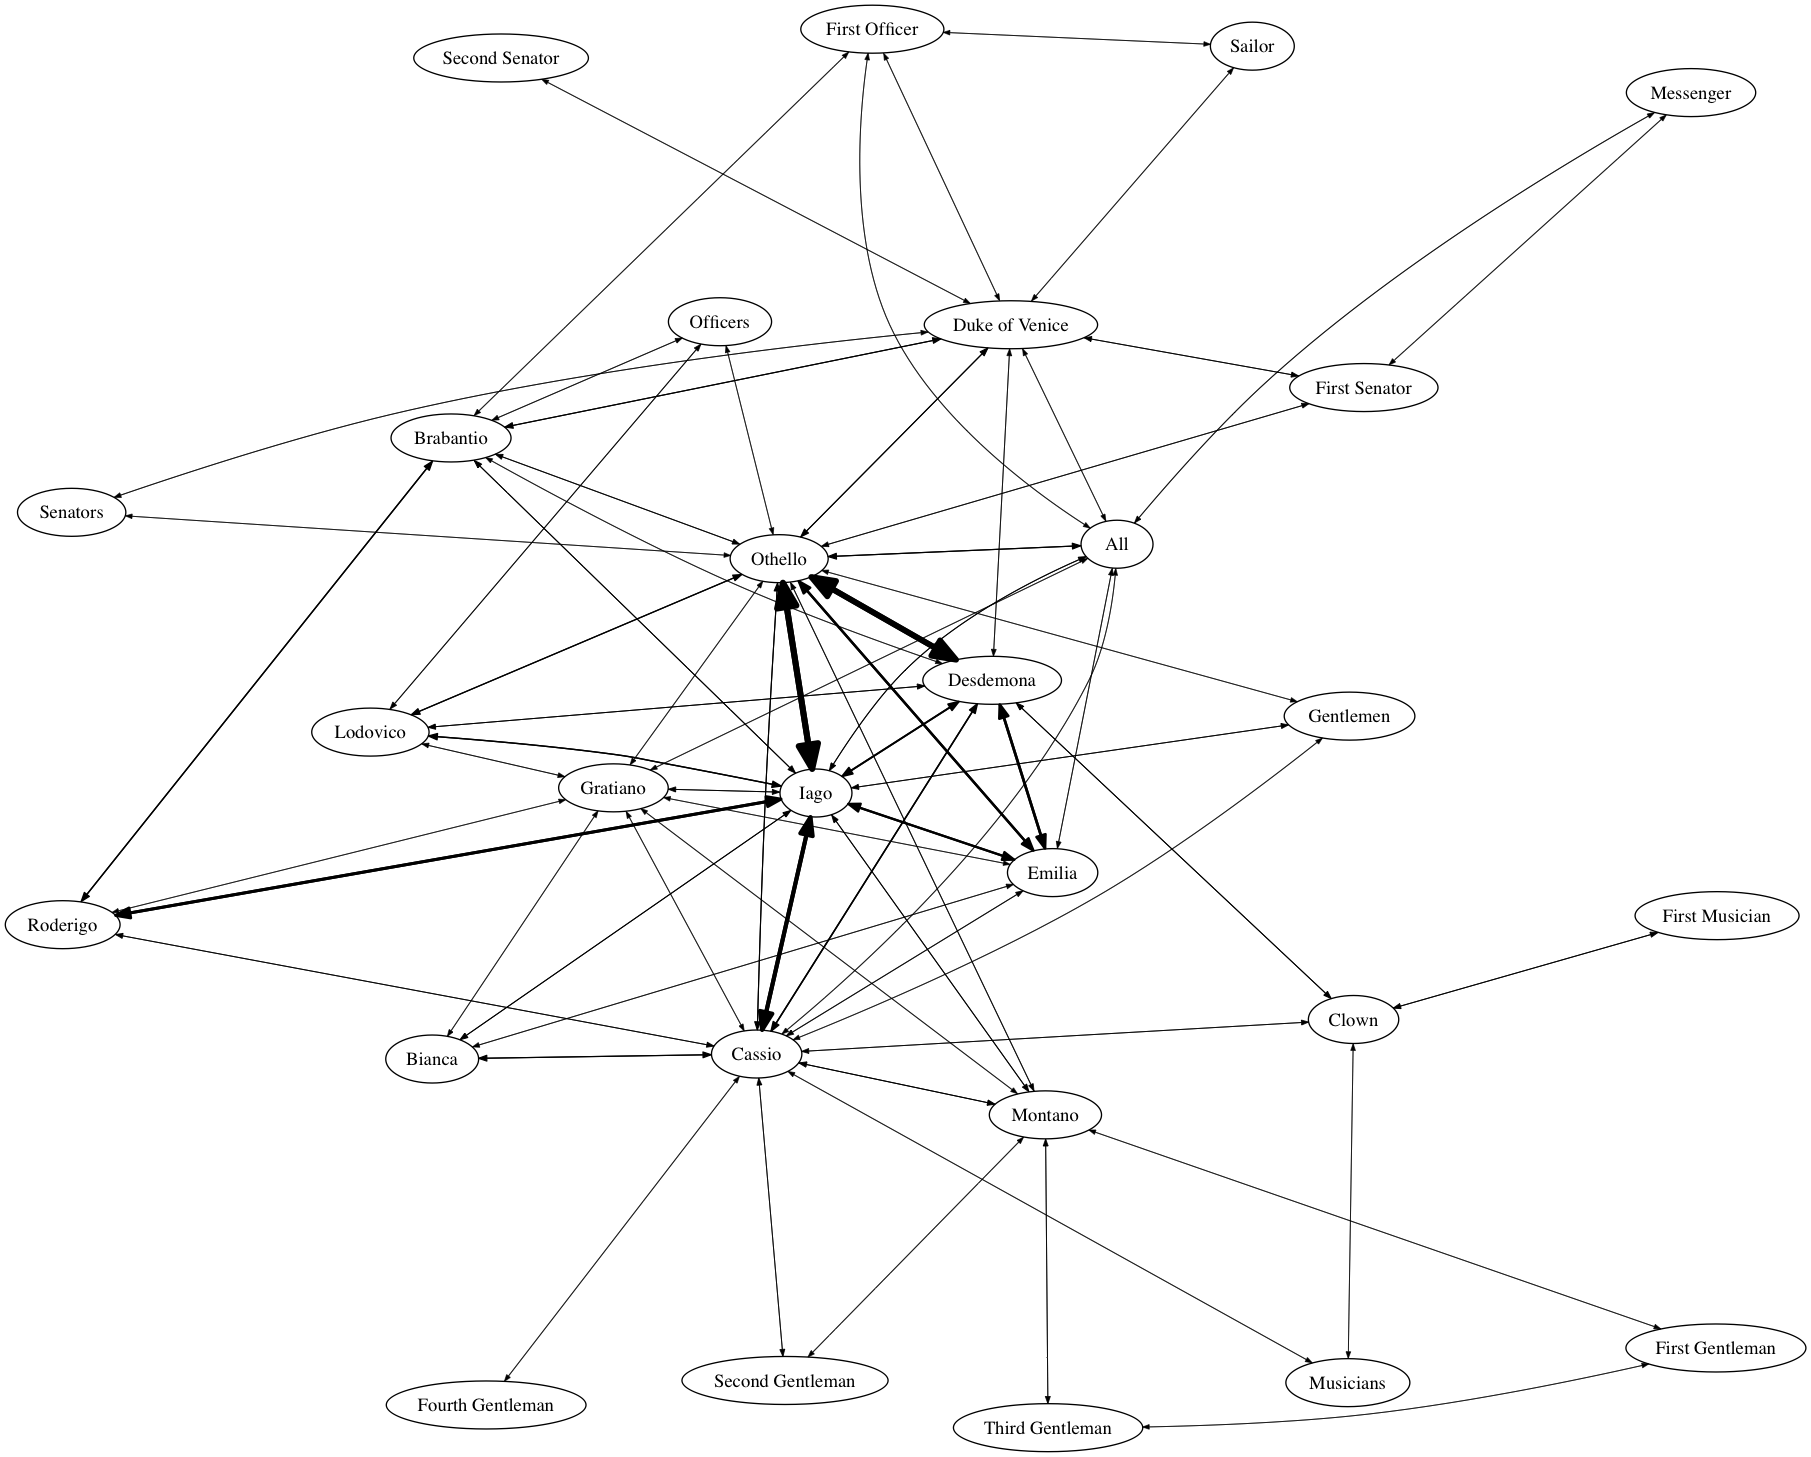 First Officer
Sailor
Second Senator
Messenger
Officers
Duke of Venice
First Senator
Brabantio
Senators
Othello
All
Desdemona
Lodovico
Gentlemen
Gratiano
Iago
Emilia
Roderigo
First Musician
Clown
Bianca
Cassio
Montano
First Gentleman
Second Gentleman
Musicians
Fourth Gentleman
Third Gentleman